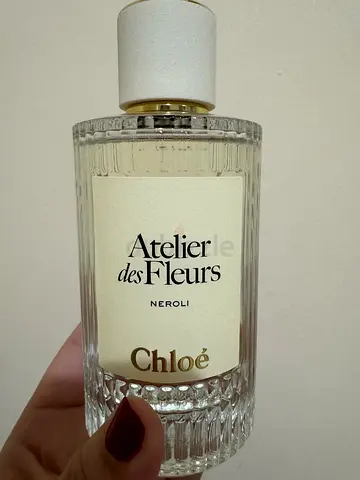 Atelier
des Fleurs
NEROLI
Chloé